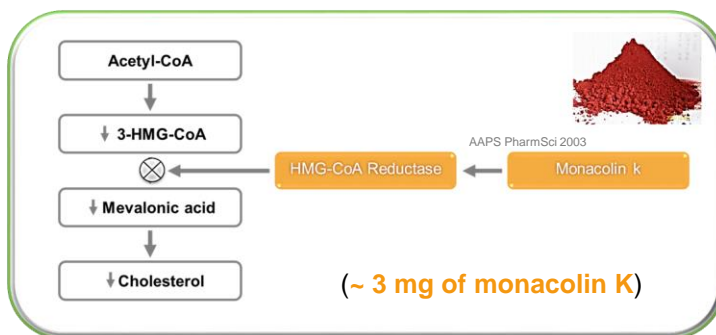 Acetyl-CoA
↓ 3-HMG-CoA
AAPS PharmSci 2003
HMG-CoA Reductase
Monacolin k
↓ Mevalonic acid
↓ Cholesterol
(~ 3 mg of monacolin K)